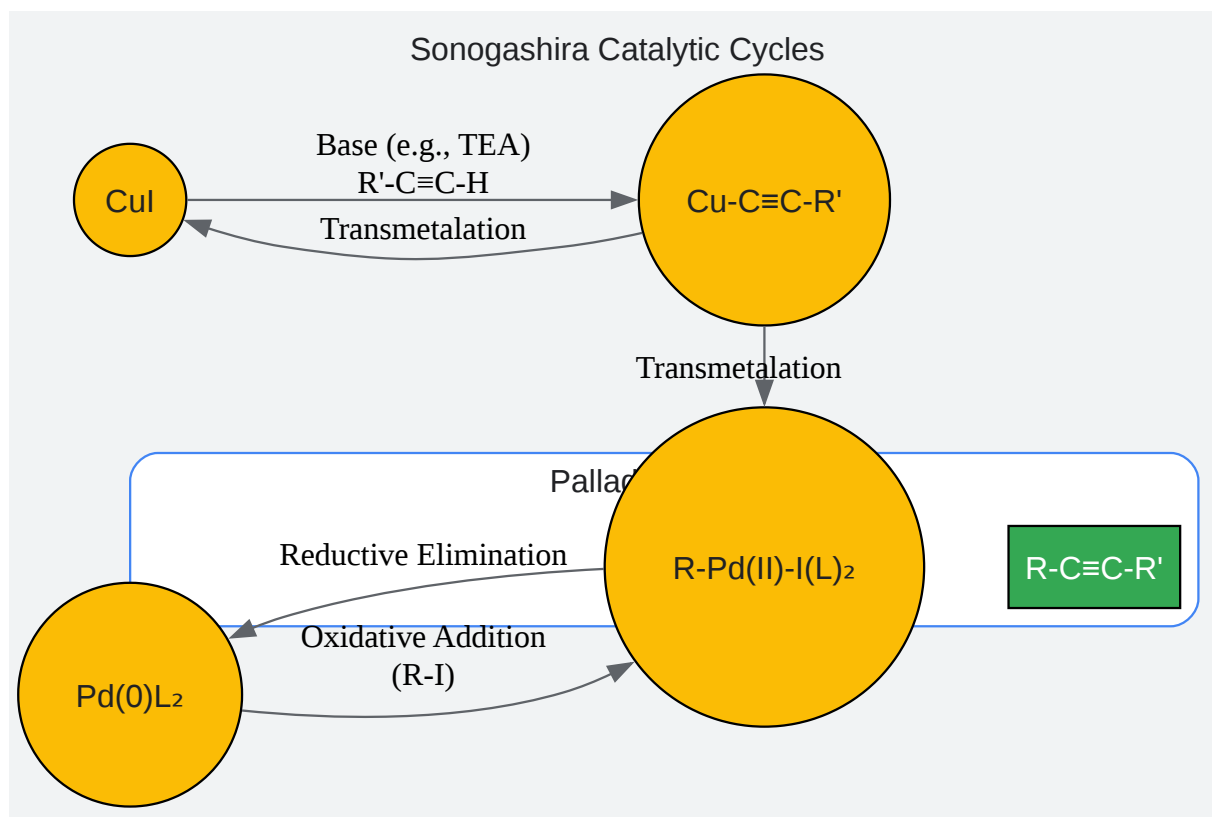 Sonogashira Catalytic Cycles
Base (e.g., TEA)
R'-C≡C-H
CuI
Cu-C≡C-R'
Transmetalation
Transmetalation
Reductive Elimination
R-Pd(II)-I(L)₂
R-C≡C-R'
Oxidative Addition
(R-I)
Pd(0)L₂